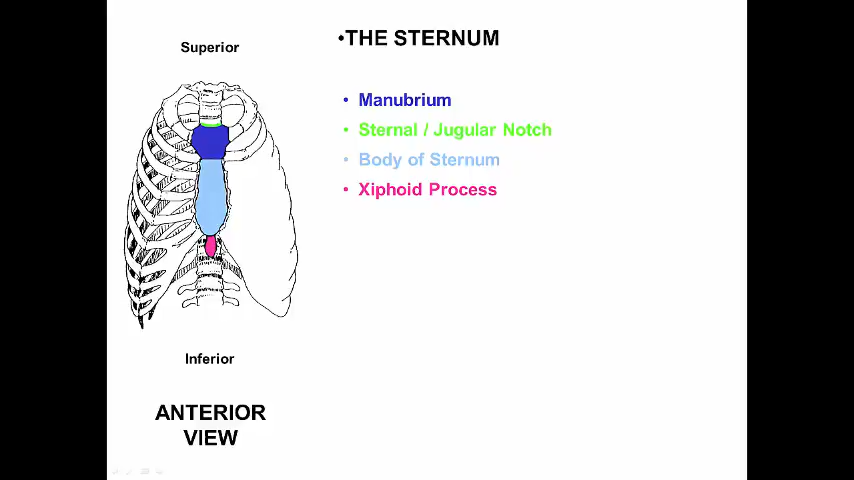 Superior
•THE STERNUM
• Manubrium
• Sternal / Jugular Notch
• Body of Sternum
• Xiphoid Process
Inferior
ANTERIOR
VIEW